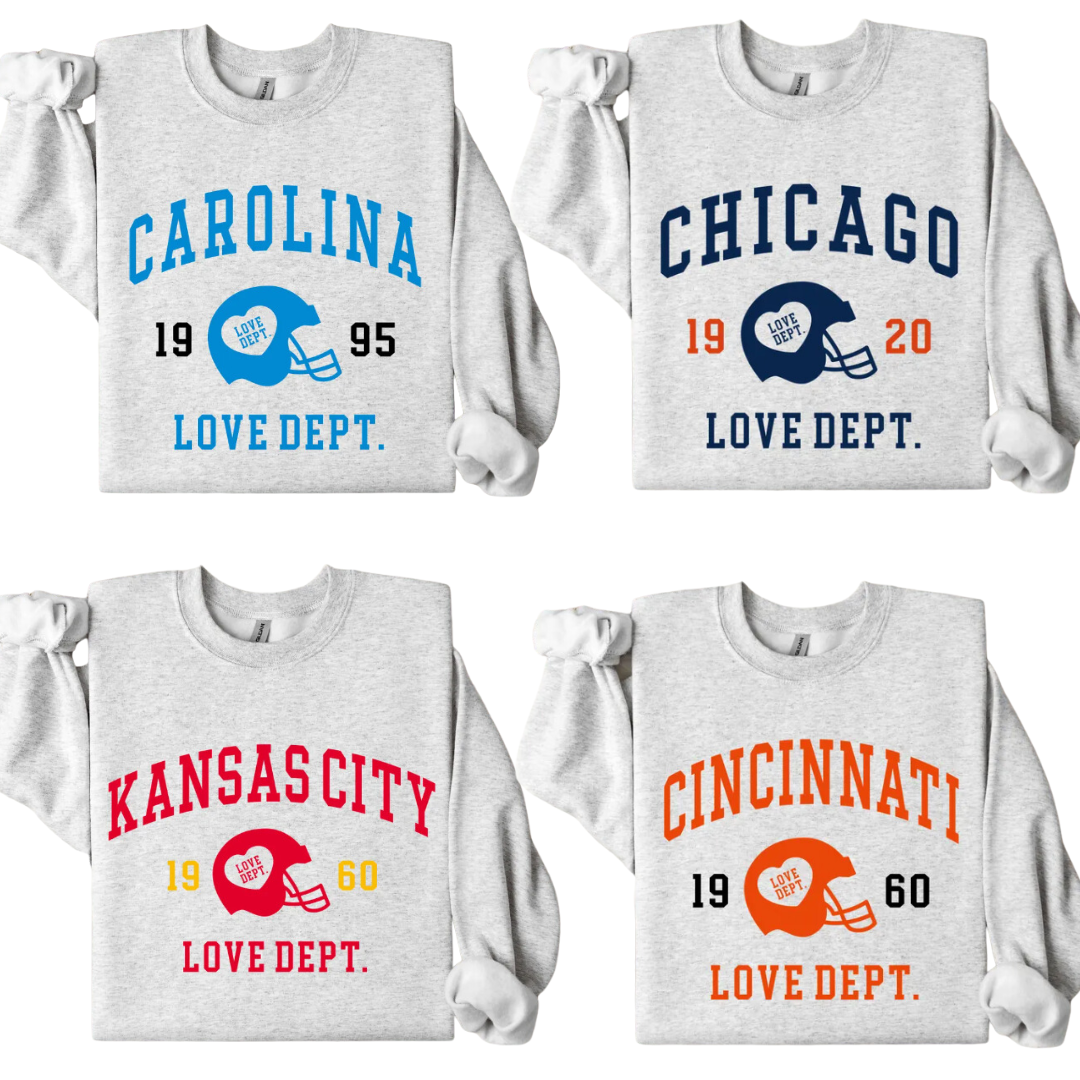 CAROLINA
19 LOVE DEPT. 95
LOVE DEPT.
CHICAGO
19 LOVE DEPT. 20
LOVE DEPT.
KANSAS CITY
19 LOVE DEPT. 60
LOVE DEPT.
CINCINNATI
19 LOVE DEPT. 60
LOVE DEPT.